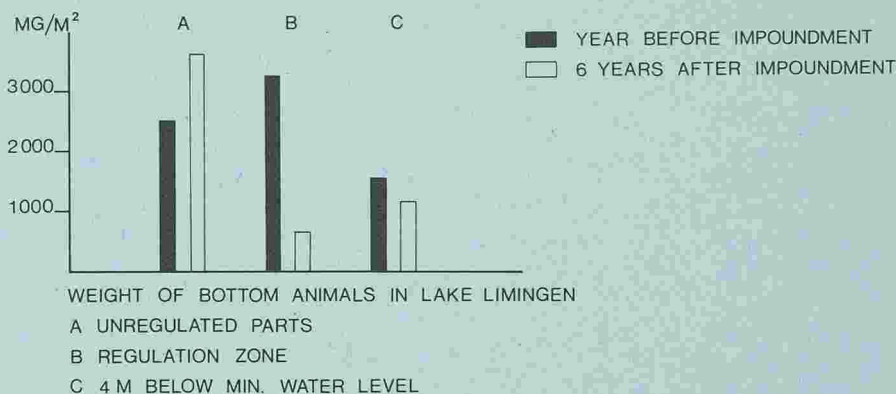 MG/M²
A B C
YEAR BEFORE IMPOUNDMENT
6 YEARS AFTER IMPOUNDMENT
3000
2000
1000
WEIGHT OF BOTTOM ANIMALS IN LAKE LIMINGEN
A UNREGULATED PARTS
B REGULATION ZONE
C 4 M BELOW MIN. WATER LEVEL